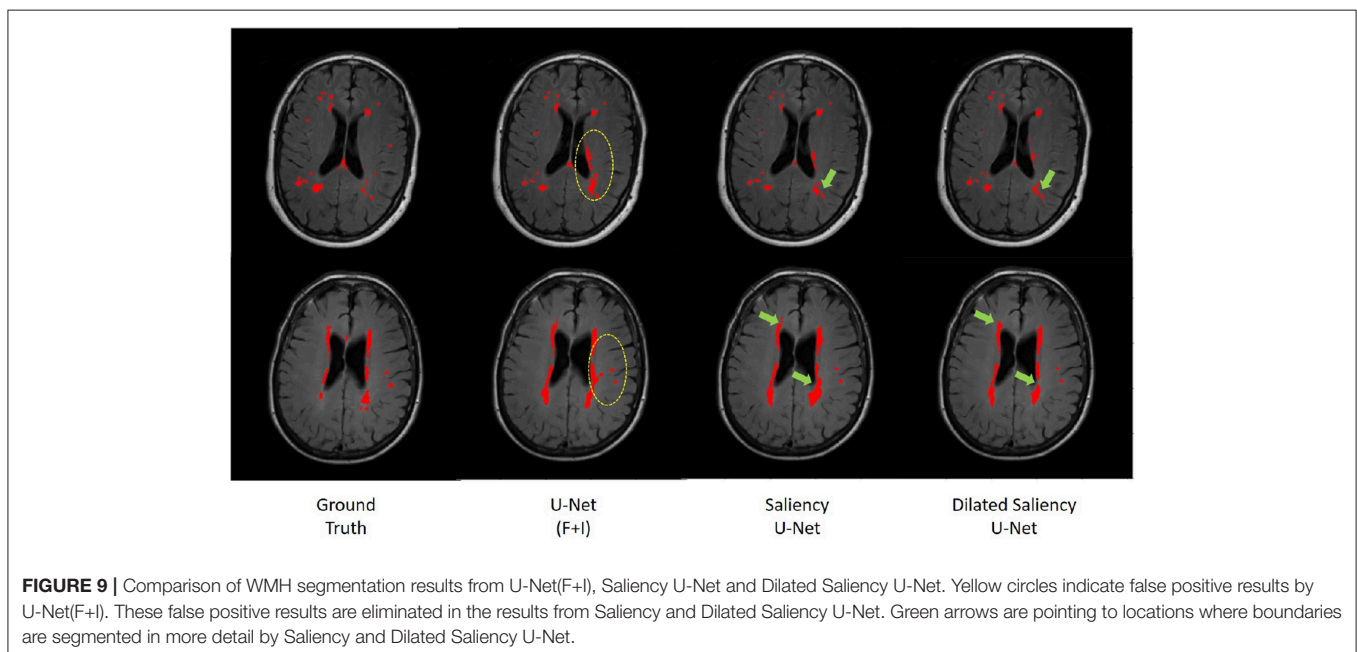 Ground
Truth
U-Net
(F+I)
Saliency
U-Net
Dilated Saliency
U-Net
FIGURE 9 | Comparison of WMH segmentation results from U-Net(F+I), Saliency U-Net and Dilated Saliency U-Net. Yellow circles indicate false positive results by
U-Net(F+I). These false positive results are eliminated in the results from Saliency and Dilated Saliency U-Net. Green arrows are pointing to locations where boundaries
are segmented in more detail by Saliency and Dilated Saliency U-Net.